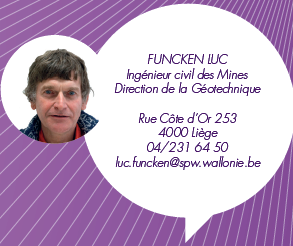 FUNCKEN LUC
Ingénieur civil des Mines
Direction de la Géotechnique
Rue Côte d'Or 253
4000 Liège
04/231 64 50
luc.funcken@spw.wallonie.be